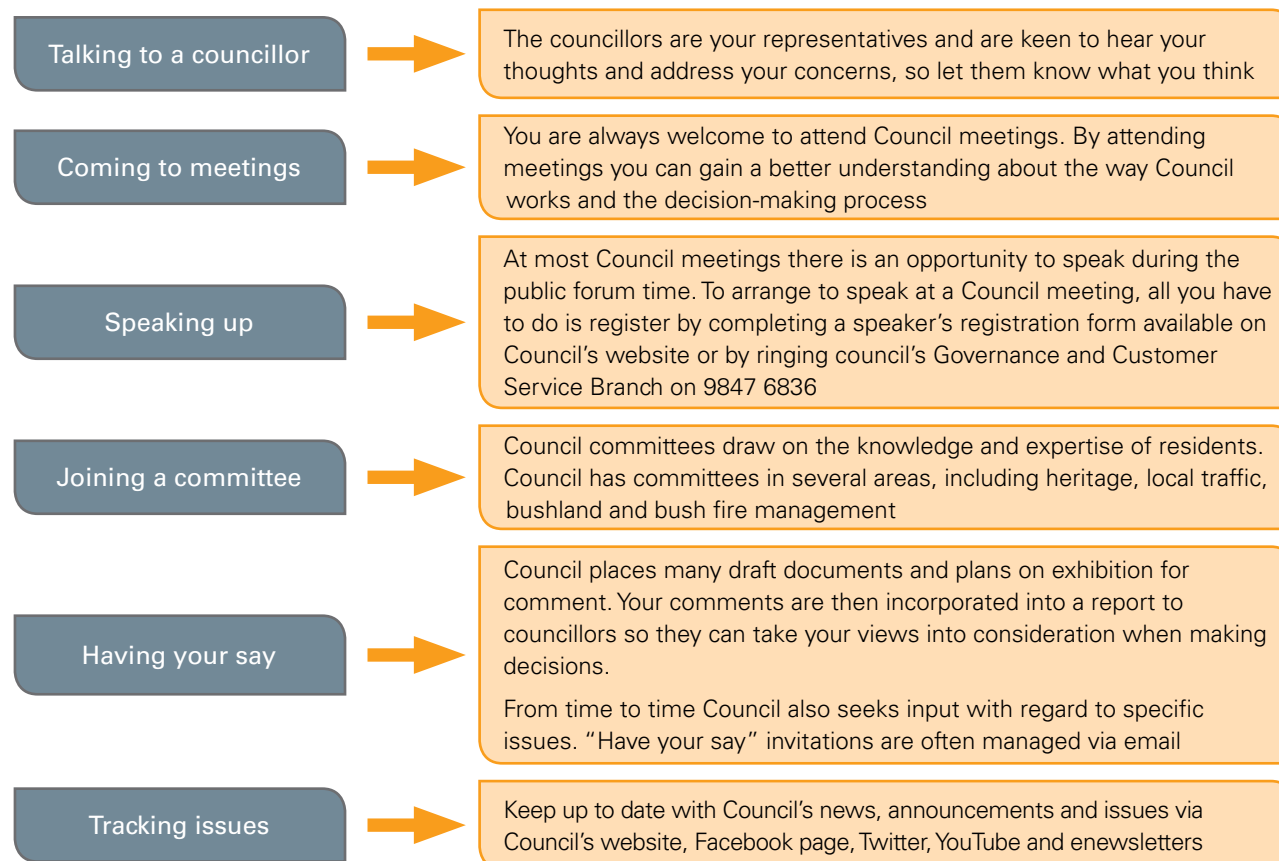 Talking to a councillor
The councillors are your representatives and are keen to hear your
thoughts and address your concerns, so let them know what you think
Coming to meetings
You are always welcome to attend Council meetings. By attending
meetings you can gain a better understanding about the way Council
works and the decision-making process
Speaking up
At most Council meetings there is an opportunity to speak during the
public forum time. To arrange to speak at a Council meeting, all you have
to do is register by completing a speaker's registration form available on
Council's website or by ringing council's Governance and Customer
Service Branch on 9847 6836
Joining a committee
Council committees draw on the knowledge and expertise of residents.
Council has committees in several areas, including heritage, local traffic,
bushland and bush fire management
Having your say
Council places many draft documents and plans on exhibition for
comment. Your comments are then incorporated into a report to
councillors so they can take your views into consideration when making
decisions.
From time to time Council also seeks input with regard to specific
issues. “Have your say” invitations are often managed via email
Tracking issues
Keep up to date with Council's news, announcements and issues via
Council's website, Facebook page, Twitter, YouTube and enewsletters